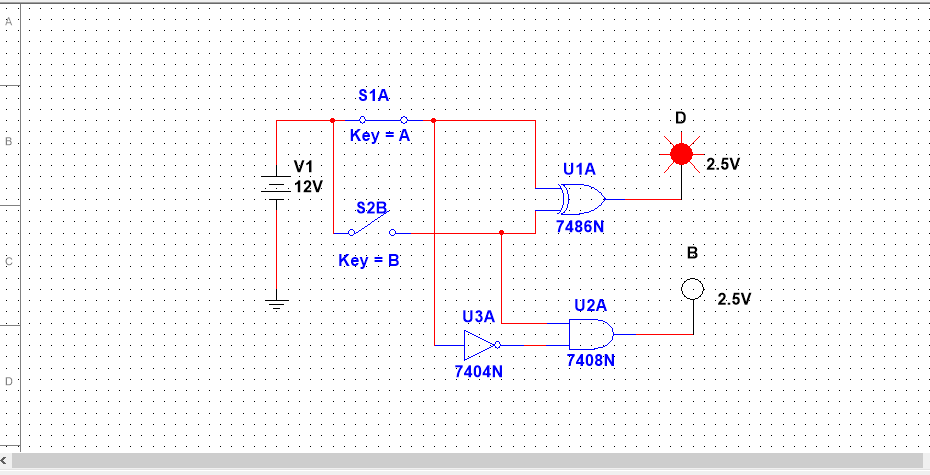 A
S1A
Key = A
B
V1
12V
S2B
Key = B
C
D
U1A
7486N
D
2.5V
B
2.5V
U3A
7404N
U2A
7408N